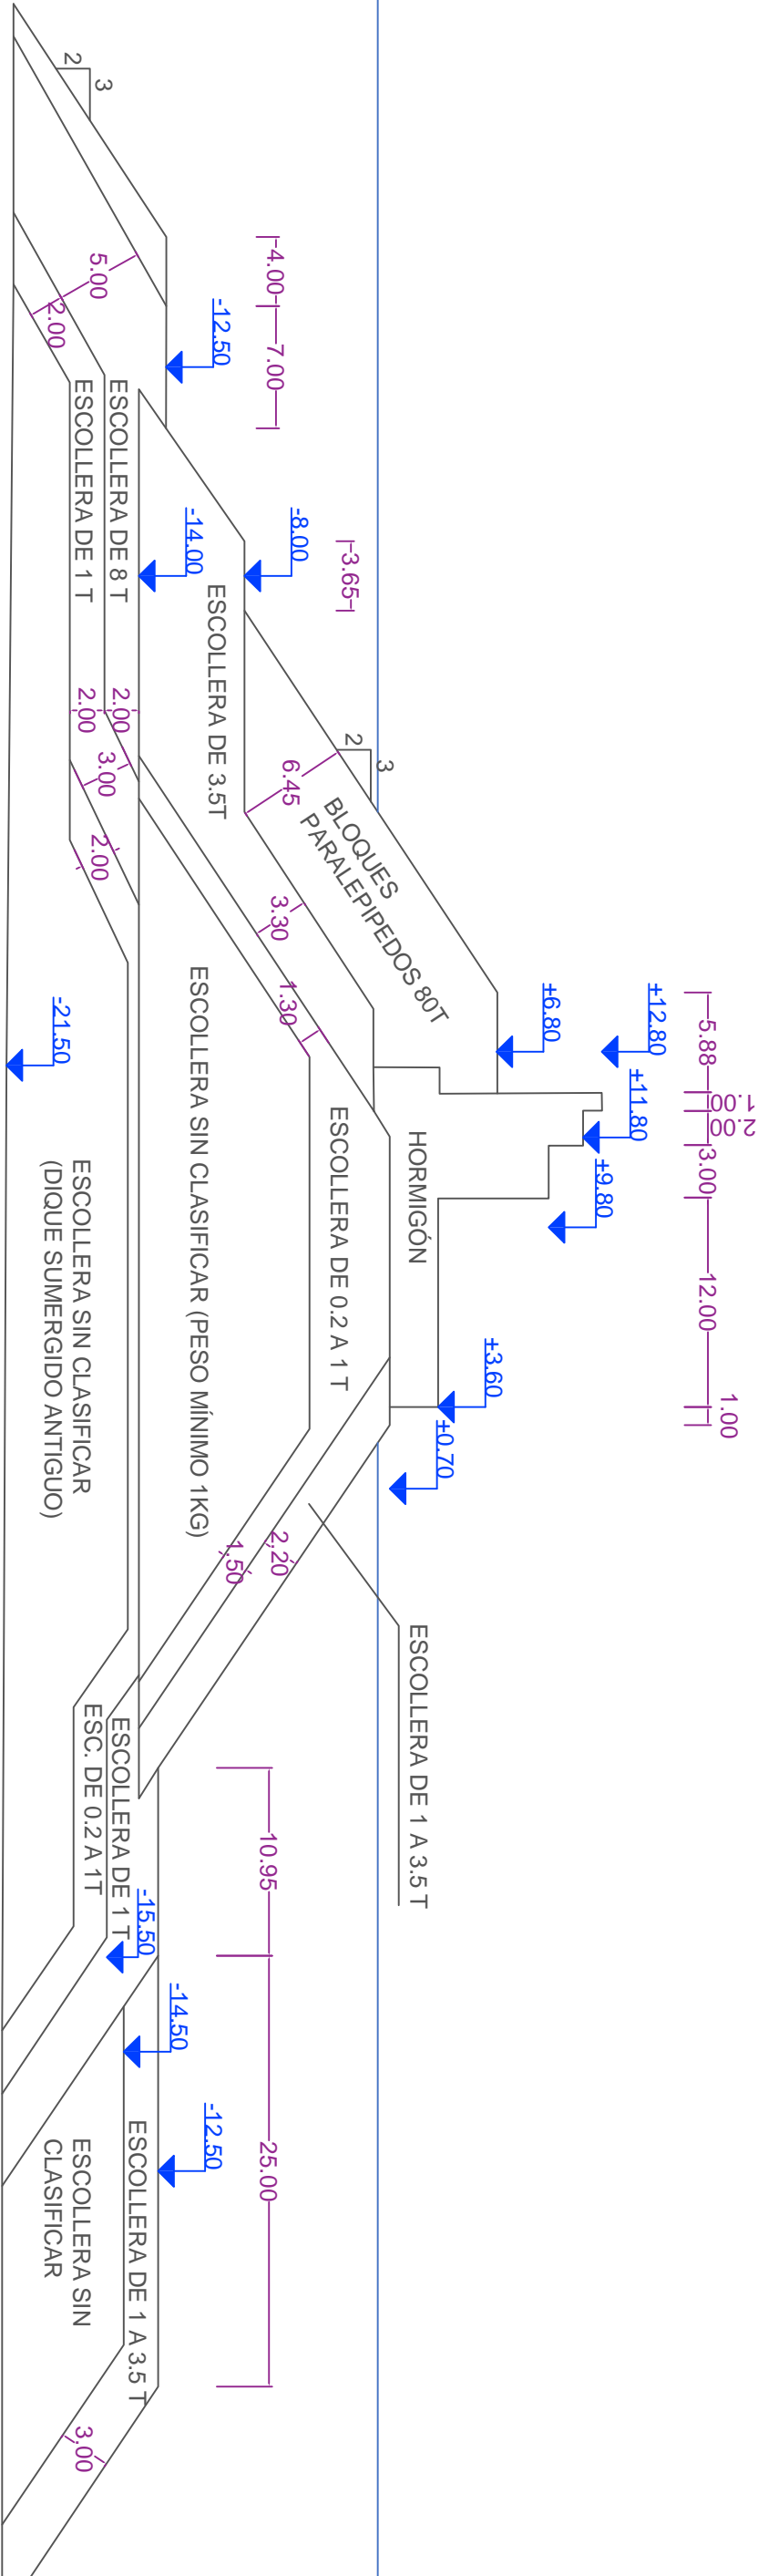 5.88
1.00
2.00
3.00
12.00
1.00
±12.80
±11.80
±9.80
±6.80
±3.60
±0.70
3.65
-4.00
7.00
-12.50
-8.00
-14.00
2
3
2
3
5.00
2.00
ESCOLLERA DE 8 T
ESCOLLERA DE 1 T
2.00
2.00
3.00
2.00
ESCOLLERA DE 3.5T
6.45
BLOQUES
PARALEPIPEDOS 80T
3.30
1.30
HORMIGÓN
ESCOLLERA DE 0.2 A 1 T
ESCOLLERA SIN CLASIFICAR (PESO MÍNIMO 1KG)
-21.50
ESCOLLERA SIN CLASIFICAR
(DIQUE SUMERGIDO ANTIGUO)
2.20
1.50
ESCOLLERA DE 1 A 3.5 T
10.95
25.00
ESCOLLERA DE 1 T
ESC. DE 0.2 A 1T
-15.50
-14.50
-12.50
ESCOLLERA DE 1 A 3.5 T
ESCOLLERA SIN
CLASIFICAR
3.00